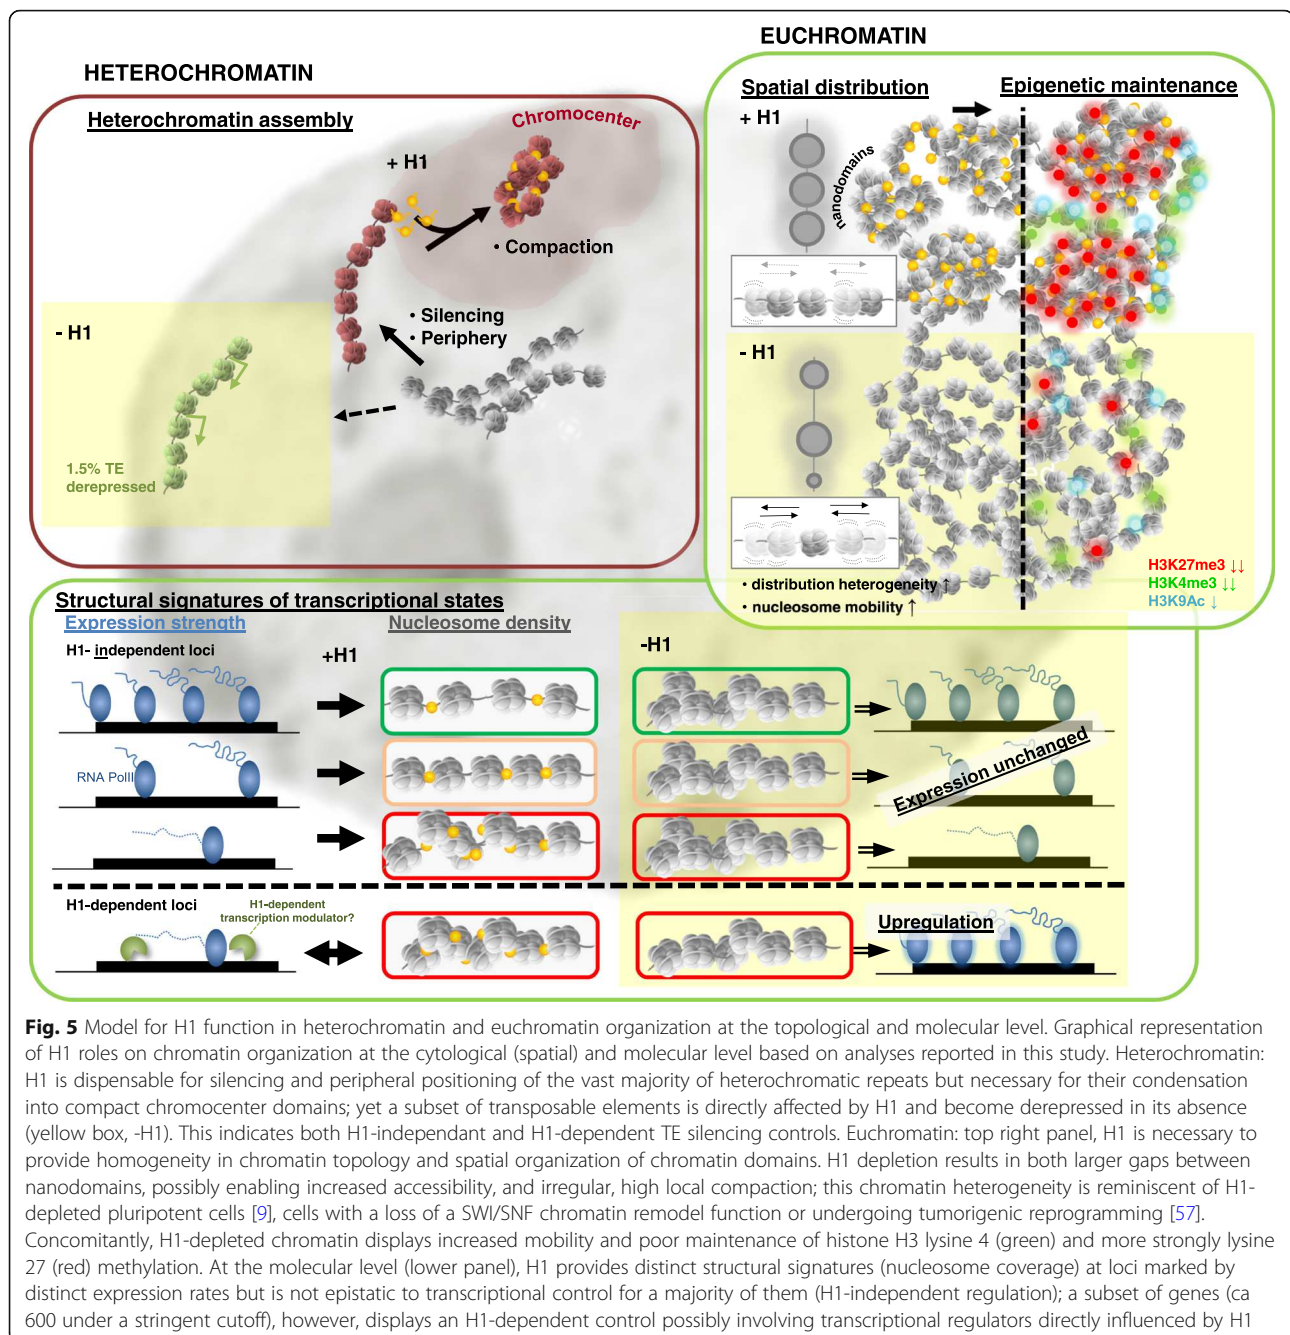 HETEROCHROMATIN
Heterochromatin assembly
Chromocenter
+ H1
• Compaction
• Silencing
• Periphery
- H1
1.5% TE
derepressed
EUCHROMATIN
Spatial distribution
Epigenetic maintenance
+ H1
nanodomains
- H1
• distribution heterogeneity ↑
• nucleosome mobility ↑
H3K27me3 ↓↓
H3K4me3 ↓↓
H3K9Ac ↓
Structural signatures of transcriptional states
Expression strength
Nucleosome density
H1- independent loci
+H1
-H1
RNA PolII
Expression unchanged
H1-dependent loci
H1-dependent
transcription modulator?
Upregulation
Fig. 5 Model for H1 function in heterochromatin and euchromatin organization at the topological and molecular level. Graphical representation
of H1 roles on chromatin organization at the cytological (spatial) and molecular level based on analyses reported in this study. Heterochromatin:
H1 is dispensable for silencing and peripheral positioning of the vast majority of heterochromatic repeats but necessary for their condensation
into compact chromocenter domains; yet a subset of transposable elements is directly affected by H1 and become derepressed in its absence
(yellow box, -H1). This indicates both H1-independant and H1-dependent TE silencing controls. Euchromatin: top right panel, H1 is necessary to
provide homogeneity in chromatin topology and spatial organization of chromatin domains. H1 depletion results in both larger gaps between
nanodomains, possibly enabling increased accessibility, and irregular, high local compaction; this chromatin heterogeneity is reminiscent of H1-
depleted pluripotent cells [9], cells with a loss of a SWI/SNF chromatin remodel function or undergoing tumorigenic reprogramming [57].
Concomitantly, H1-depleted chromatin displays increased mobility and poor maintenance of histone H3 lysine 4 (green) and more strongly lysine
27 (red) methylation. At the molecular level (lower panel), H1 provides distinct structural signatures (nucleosome coverage) at loci marked by
distinct expression rates but is not epistatic to transcriptional control for a majority of them (H1-independent regulation); a subset of genes (ca
600 under a stringent cutoff), however, displays an H1-dependent control possibly involving transcriptional regulators directly influenced by H1